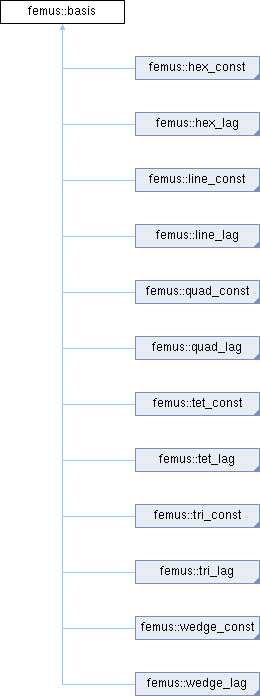 femus::basis
femus::hex_const
femus::hex_lag
femus::line_const
femus::line_lag
femus::quad_const
femus::quad_lag
femus::tet_const
femus::tet_lag
femus::tri_const
femus::tri_lag
femus::wedge_const
femus::wedge_lag